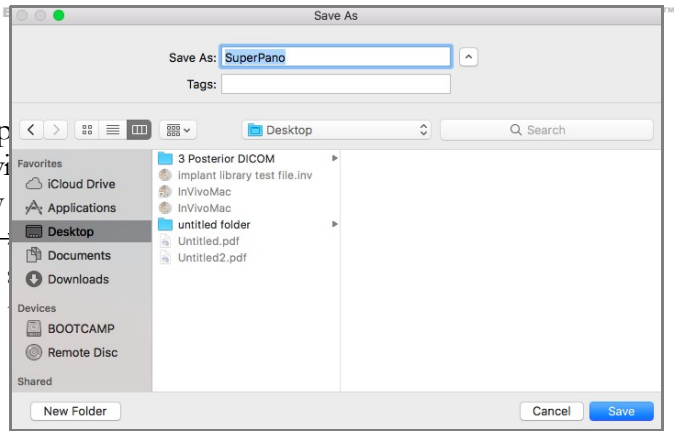 Save As
Save As: SuperPano
Tags:
Desktop
Search
Favorites
iCloud Drive
Applications
Desktop
Documents
Downloads
Devices
BOOTCAMP
Remote Disc
Shared
3 Posterior DICOM
implant library test file.inv
InVivoMac
InVivoMac
untitled folder
Untitled.pdf
Untitled2.pdf
New Folder
Cancel
Save